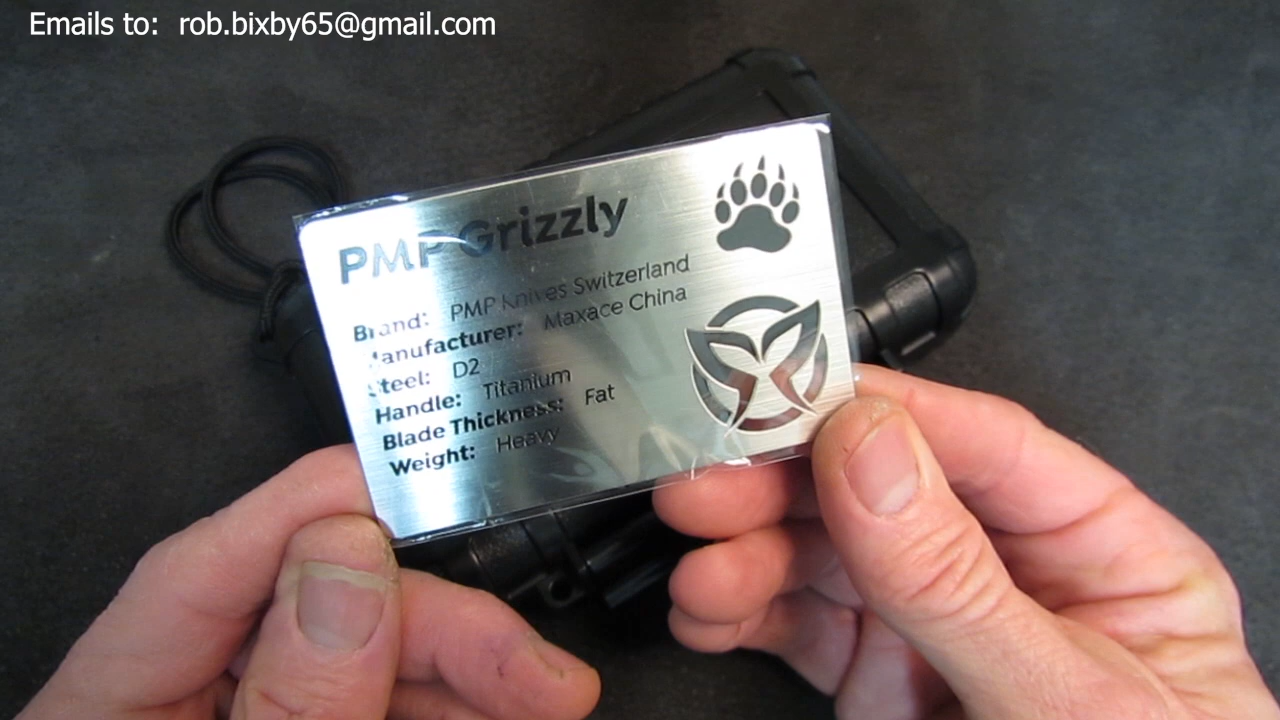 Emails to: rob.bixby65@gmail.com
PMP Grizzly
Brand: PMP Knives Switzerland
Manufacturer: Maxace China
Steel: D2
Handle: Titanium
Blade Thickness: Fat
Weight: Heavy